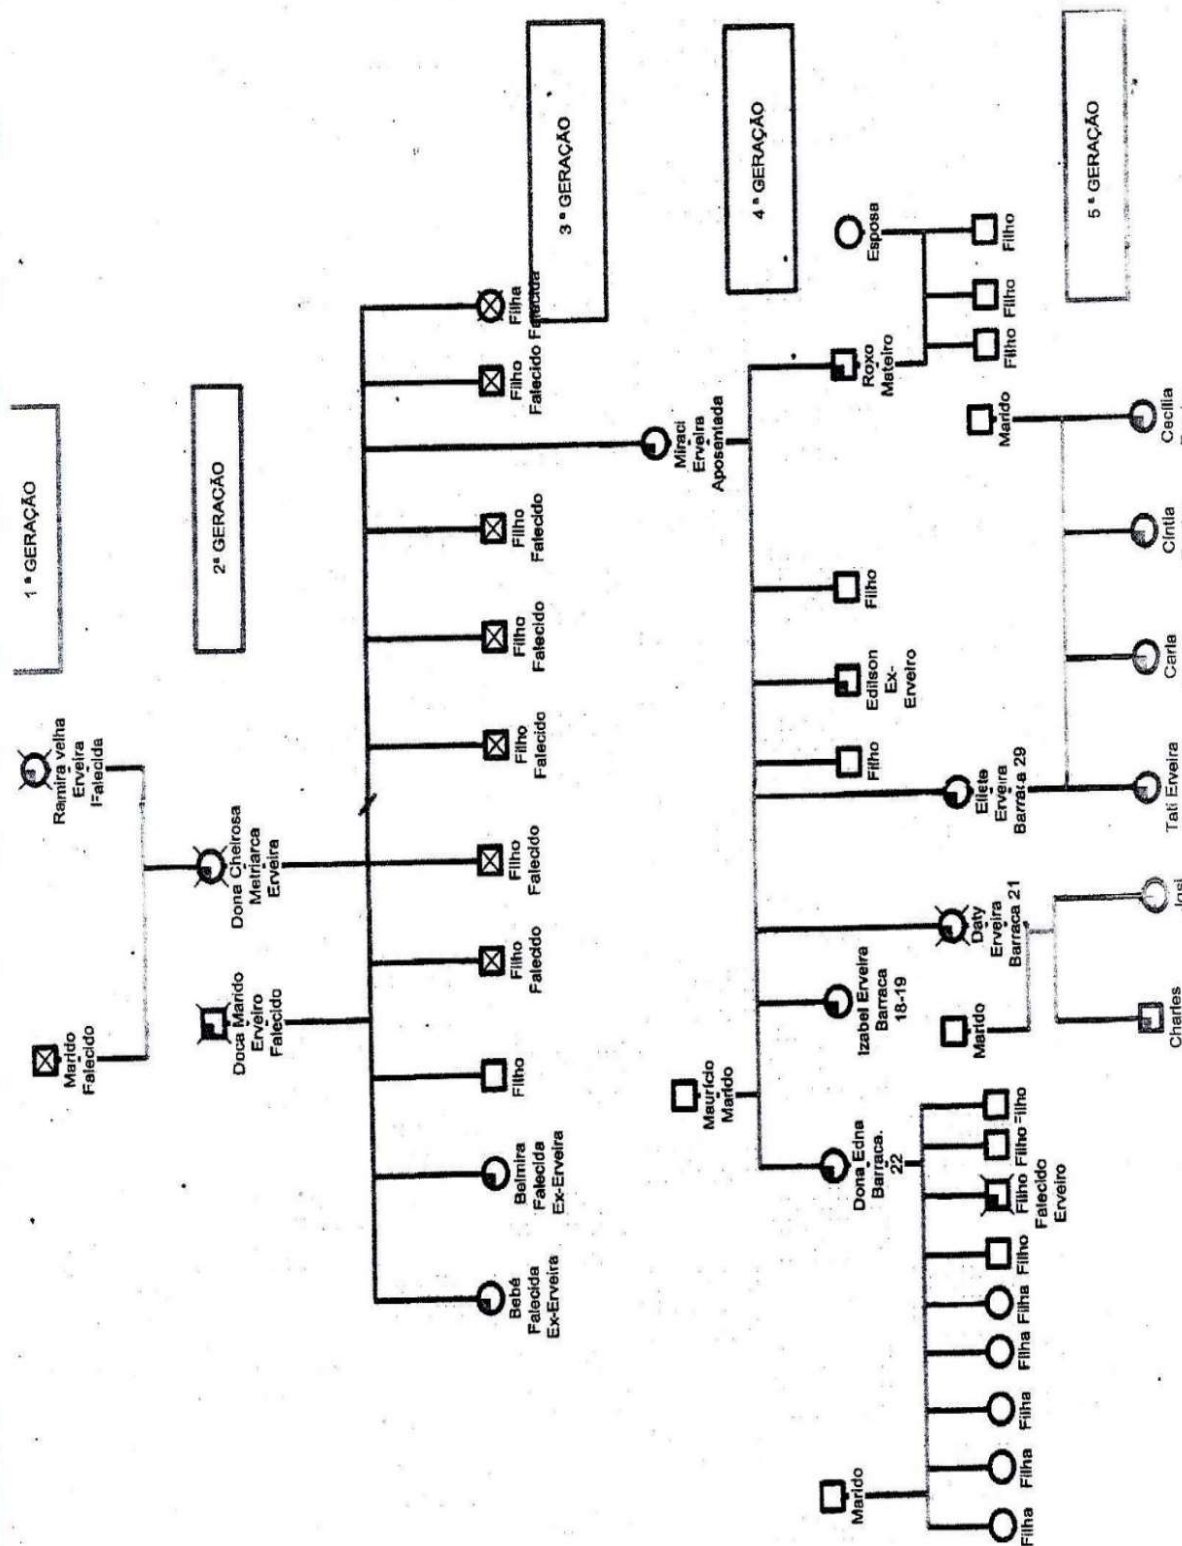 1ª GERAÇÃO
Marido
Falecido
Ramira velha
Erveira
Falecida
2ª GERAÇÃO
Doca Marido
Erveiro
Falecido
Dona Cheirosa
Metriarca
Erveira
3ª GERAÇÃO
Bebé
Falecida
Ex-Erveira
Belmira
Falecida
Ex-Erveira
Filho
Filho
Falecido
Filho
Falecido
Filho
Falecido
Filho
Falecido
Filho
Falecido
Filho
Falecido
Filha
Falecida
Maurício
Marido
Miraci
Erveira
Aposentada
4ª GERAÇÃO
Marido
Dona Edna
Barraca.
22
Izabel Erveira
Barraca
18-19
Filho
Edilson
Ex-
Erveiro
Filho
Roxo
Mateiro
Esposa
Marido
Daty
Erveira
Barraca 21
Eliete
Erveira
Barraca 29
Marido
5ª GERAÇÃO
Filha
Filha
Filha
Filha
Filha
Filho
Filho
Falecido
Erveiro
Filho
Filho
Filho
Filho
Filho
Charles
Josi
Tati Erveira
Carla
Cíntia
Cecília